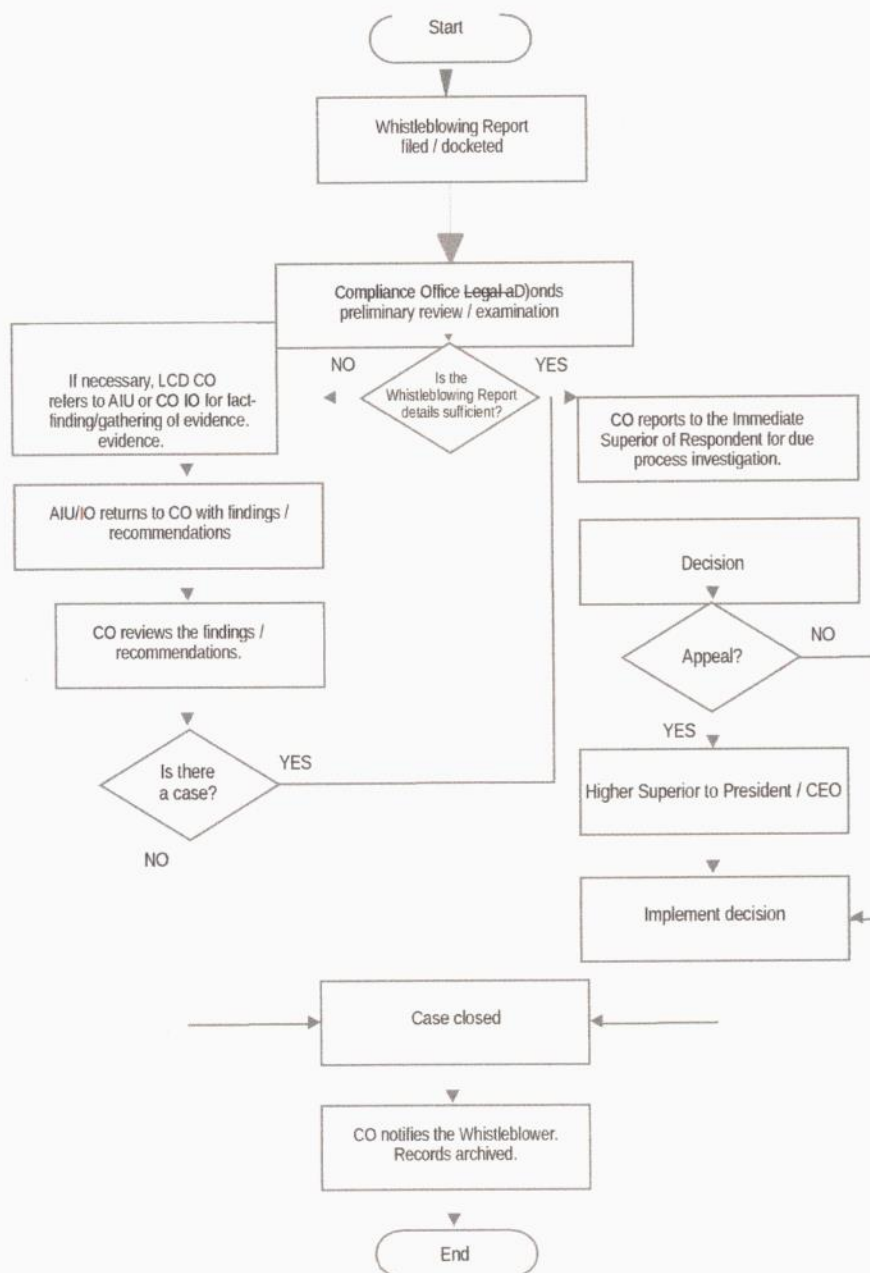 Start
Whistleblowing Report
filed / docketed
Compliance Office Legal aD)onds
preliminary review / examination
NO
YES
Is the
Whistleblowing Report
details sufficient?
If necessary, LCD CO
refers to AIU or CO IO for fact-
finding/gathering of evidence.
evidence.
CO reports to the Immediate
Superior of Respondent for due
process investigation.
AIU/IO returns to CO with findings /
recommendations
Decision
CO reviews the findings /
recommendations.
Appeal?
NO
YES
Is there
a case?
YES
NO
Higher Superior to President / CEO
Implement decision
Case closed
CO notifies the Whistleblower.
Records archived.
End